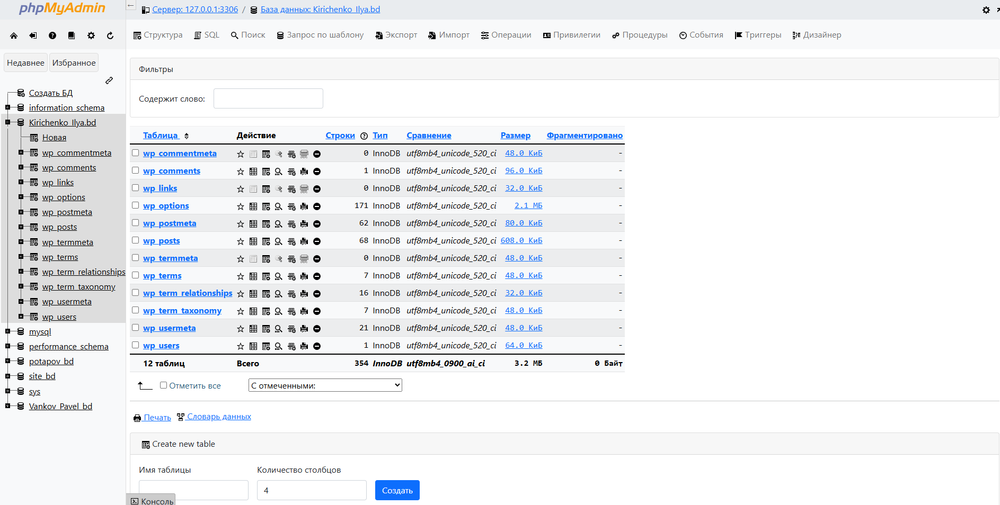 phpMyAdmin
Недавнее Избранное
Создать БД
information_schema
Kirichenko_Ilya.bd
Новая
wp_commentmeta
wp_comments
wp_links
wp_options
wp_postmeta
wp_posts
wp_termmeta
wp_terms
wp_term_relationships
wp_term_taxonomy
wp_usermeta
wp_users
mysql
performance_schema
potapov_bd
site_bd
sys
Vankov_Pavel_bd
← Сервер: 127.0.0.1:3306 / База данных: Kirichenko_Ilya.bd
Структура SQL Поиск Запрос по шаблону Экспорт Импорт Операции Привилегии Процедуры События Триггеры Дизайнер
Фильтры
Содержит слово:
Таблица Действие Строки Тип Сравнение Размер Фрагментировано
wp_commentmeta 0 InnoDB utf8mb4_unicode_520_ci 48.0 КиБ -
wp_comments 1 InnoDB utf8mb4_unicode_520_ci 96.0 КиБ -
wp_links 0 InnoDB utf8mb4_unicode_520_ci 32.0 КиБ -
wp_options 171 InnoDB utf8mb4_unicode_520_ci 2.1 МБ -
wp_postmeta 62 InnoDB utf8mb4_unicode_520_ci 80.0 КиБ -
wp_posts 68 InnoDB utf8mb4_unicode_520_ci 608.0 КиБ -
wp_termmeta 0 InnoDB utf8mb4_unicode_520_ci 48.0 КиБ -
wp_terms 7 InnoDB utf8mb4_unicode_520_ci 48.0 КиБ -
wp_term_relationships 16 InnoDB utf8mb4_unicode_520_ci 32.0 КиБ -
wp_term_taxonomy 7 InnoDB utf8mb4_unicode_520_ci 48.0 КиБ -
wp_usermeta 21 InnoDB utf8mb4_unicode_520_ci 48.0 КиБ -
wp_users 1 InnoDB utf8mb4_unicode_520_ci 64.0 КиБ -
12 таблиц Всего 354 InnoDB utf8mb4_0900_ai_ci 3.2 МБ 0 Байт
Отметить все С отмеченными:
Печать Словарь данных
Create new table
Имя таблицы Количество столбцов
4 Создать
Консоль